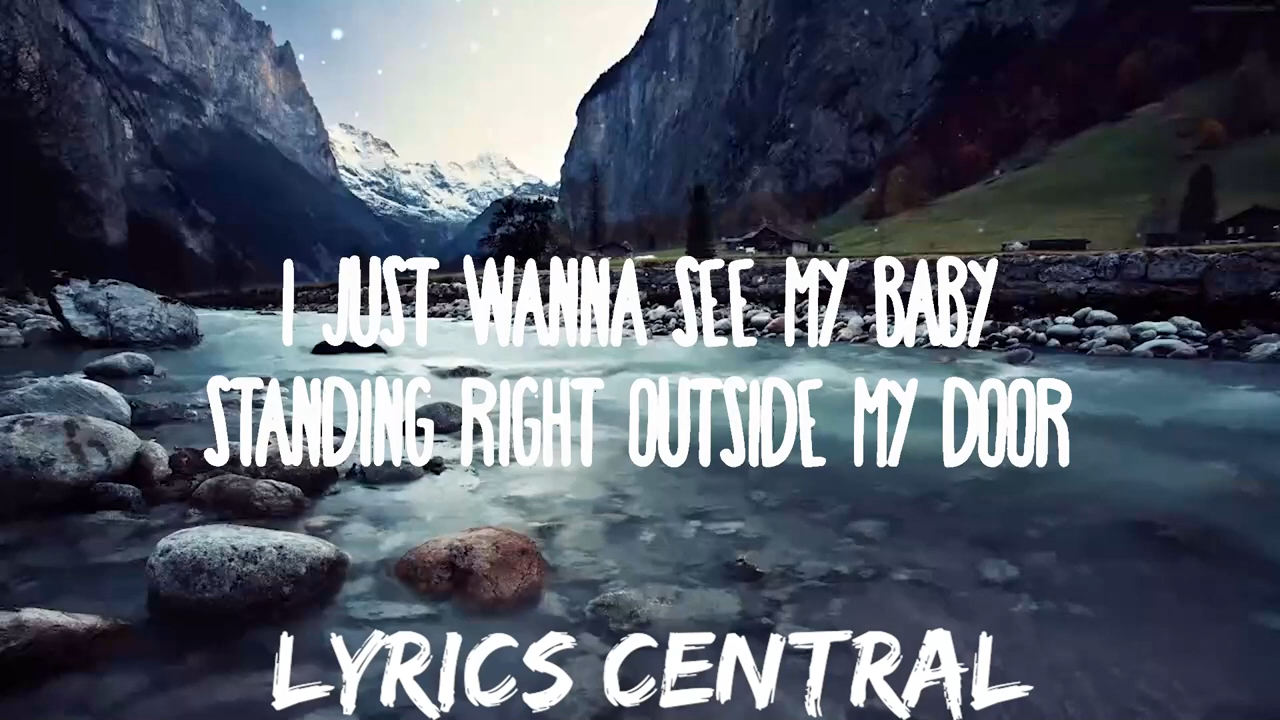 I JUST WANNA SEE MY BABY
STANDING RIGHT OUTSIDE MY DOOR
LYRICS CENTRAL